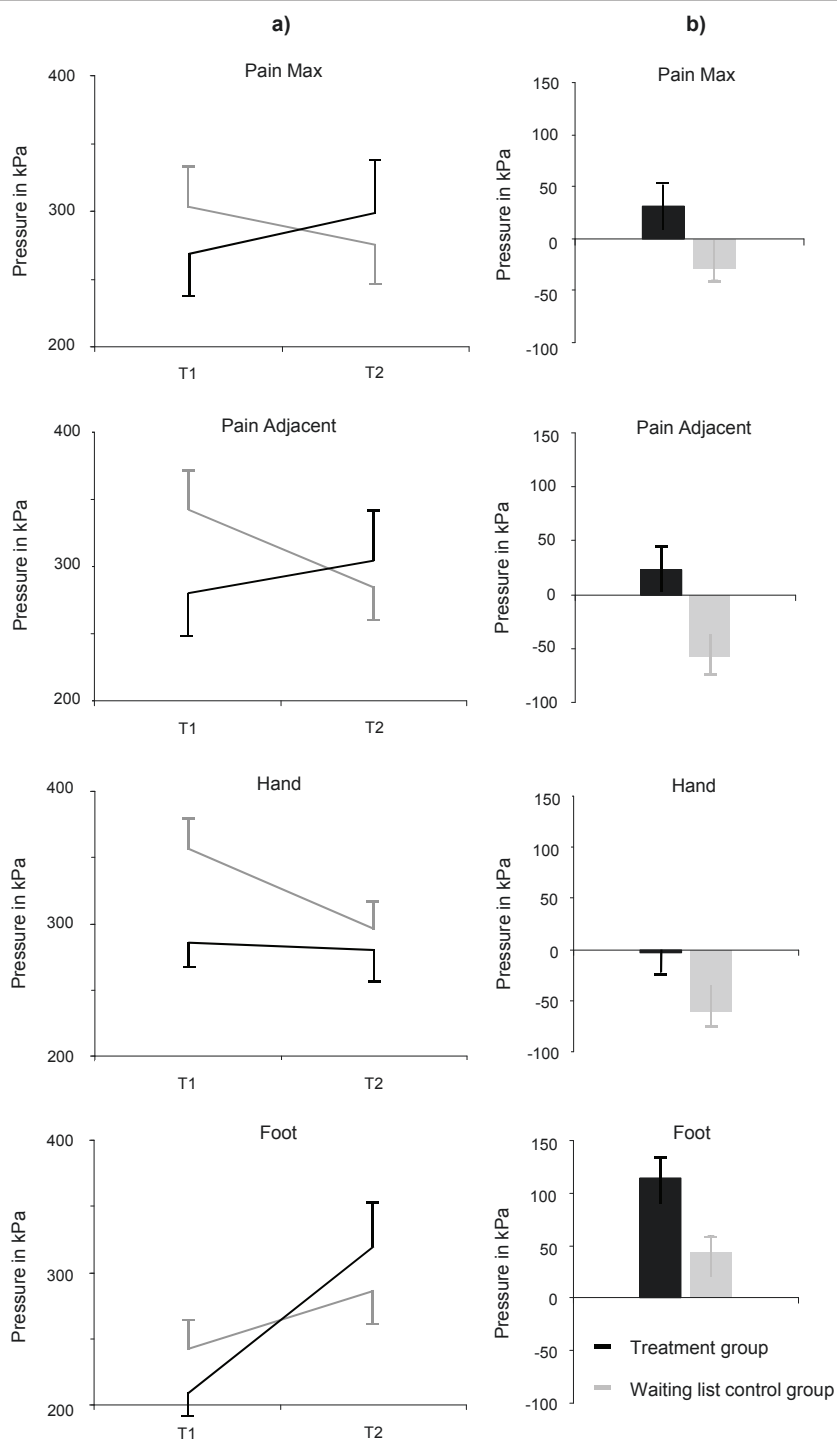 a)
b)
Pain Max
Pressure in kPa
400
300
200
T1
T2
Pain Max
Pressure in kPa
150
100
50
0
-50
-100
Pain Adjacent
Pressure in kPa
400
300
200
T1
T2
Pain Adjacent
Pressure in kPa
150
100
50
0
-50
-100
Hand
Pressure in kPa
400
300
200
T1
T2
Hand
Pressure in kPa
150
100
50
0
-50
-100
Foot
Pressure in kPa
400
300
200
T1
T2
Foot
Pressure in kPa
150
100
50
0
-50
-100
Treatment group
Waiting list control group